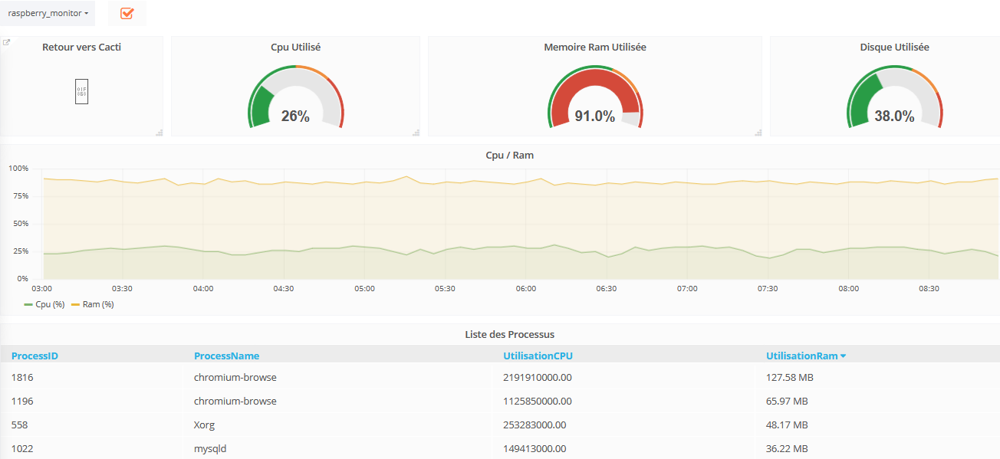 raspberry_monitor
Retour vers Cacti
Cpu Utilisé
Memoire Ram Utilisée
Disque Utilisée
26%
91.0%
38.0%
Cpu / Ram
100%
75%
50%
25%
0%
03:00 03:30 04:00 04:30 05:00 05:30 06:00 06:30 07:00 07:30 08:00 08:30
Cpu (%) Ram (%)
Liste des Processus
ProcessID ProcessName UtilisationCPU UtilisationRam
1816 chromium-browse 2191910000.00 127.58 MB
1196 chromium-browse 1125850000.00 65.97 MB
558 Xorg 253283000.00 48.17 MB
1022 mysqld 149413000.00 36.22 MB